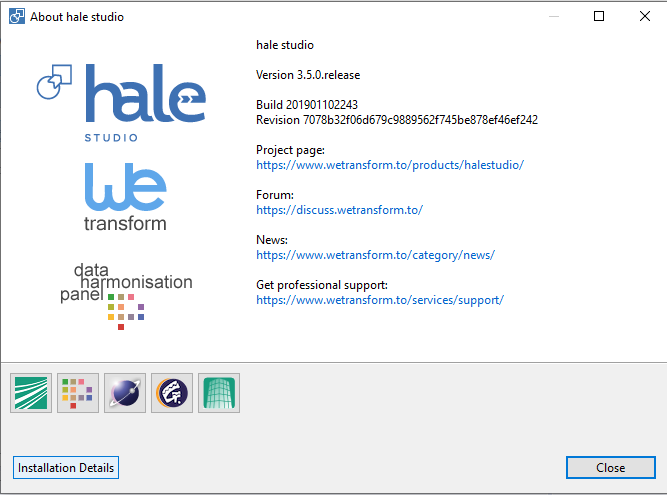 About hale studio
hale
STUDIO
we
transform
data
harmonisation
panel
hale studio
Version 3.5.0.release
Build 201901102243
Revision 7078b32f06d679c9889562f745be878ef46ef242
Project page:
https://www.wetransform.to/products/halestudio/
Forum:
https://discuss.wetransform.to/
News:
https://www.wetransform.to/category/news/
Get professional support:
https://www.wetransform.to/services/support/
Installation Details
Close